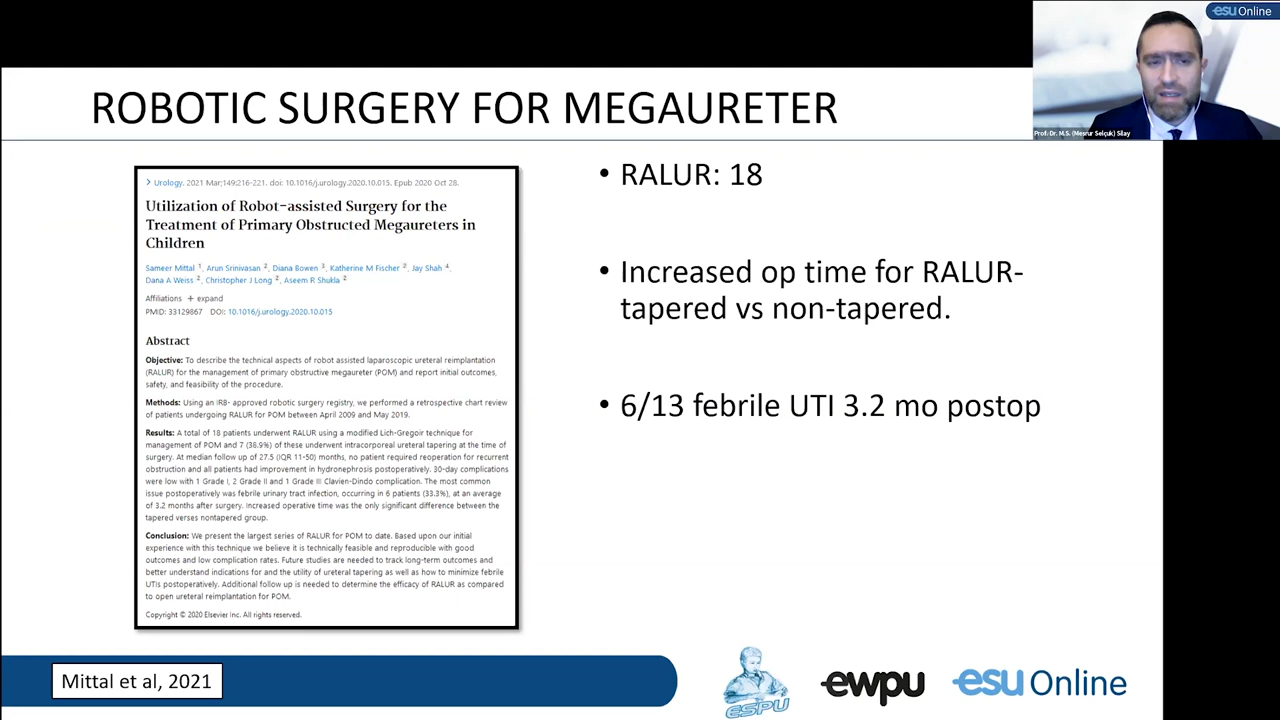 esu Online
Prof. Dr. M.S. (Mesrur Selçuk) Silay
ROBOTIC SURGERY FOR MEGAURETER
> Urology. 2021 Mar;149:216-221. doi: 10.1016/j.urology.2020.10.015. Epub 2020 Oct 28.
Utilization of Robot-assisted Surgery for the
Treatment of Primary Obstructed Megaureters in
Children
Sameer Mittal 1, Arun Srinivasan 2, Diana Bowen 3, Katherine M Fischer 2, Jay Shah 4,
Dana A Weiss 2, Christopher J Long 2, Aseem R Shukla 2
Affiliations + expand
PMID: 33129867 DOI: 10.1016/j.urology.2020.10.015
Abstract
Objective: To describe the technical aspects of robot assisted laparoscopic ureteral reimplantation
(RALUR) for the management of primary obstructive megaureter (POM) and report initial outcomes,
safety, and feasibility of the procedure.
Methods: Using an IRB- approved robotic surgery registry, we performed a retrospective chart review
of patients undergoing RALUR for POM between April 2009 and May 2019.
Results: A total of 18 patients underwent RALUR using a modified Lich-Gregoir technique for
management of POM and 7 (38.9%) of these underwent intracorporeal ureteral tapering at the time of
surgery. At median follow up of 27.5 (IQR 11-50) months, no patient required reoperation for recurrent
obstruction and all patients had improvement in hydronephrosis postoperatively. 30-day complications
were low with 1 Grade I, 2 Grade II and 1 Grade III Clavien-Dindo complication. The most common
issue postoperatively was febrile urinary tract infection, occurring in 6 patients (33.3%), at an average
of 3.2 months after surgery. Increased operative time was the only significant difference between the
tapered verses nontapered group.
Conclusion: We present the largest series of RALUR for POM to date. Based upon our initial
experience with this technique we believe it is technically feasible and reproducible with good
outcomes and low complication rates. Future studies are needed to track long-term outcomes and
better understand indications for and the utility of ureteral tapering as well as how to minimize febrile
UTIs postoperatively. Additional follow up is needed to determine the efficacy of RALUR as compared
to open ureteral reimplantation for POM.
Copyright © 2020 Elsevier Inc. All rights reserved.
• RALUR: 18
• Increased op time for RALUR-
tapered vs non-tapered.
• 6/13 febrile UTI 3.2 mo postop
Mittal et al, 2021
ESPU
ewpu
esu Online